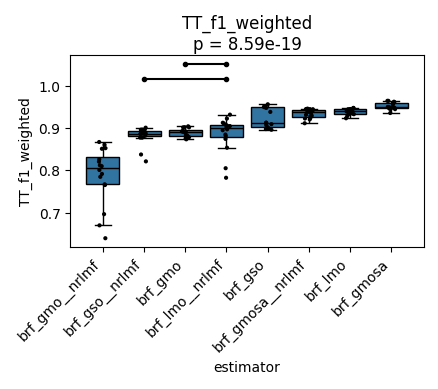 TT_f1_weighted
p = 8.59e-19
TT_f1_weighted
1.0
0.9
0.8
0.7
brf_gmo__nrlmf
brf_gso__nrlmf
brf_gmo
brf_lmo__nrlmf
brf_gso
brf_gmosa__nrlmf
brf_lmo
brf_gmosa
estimator